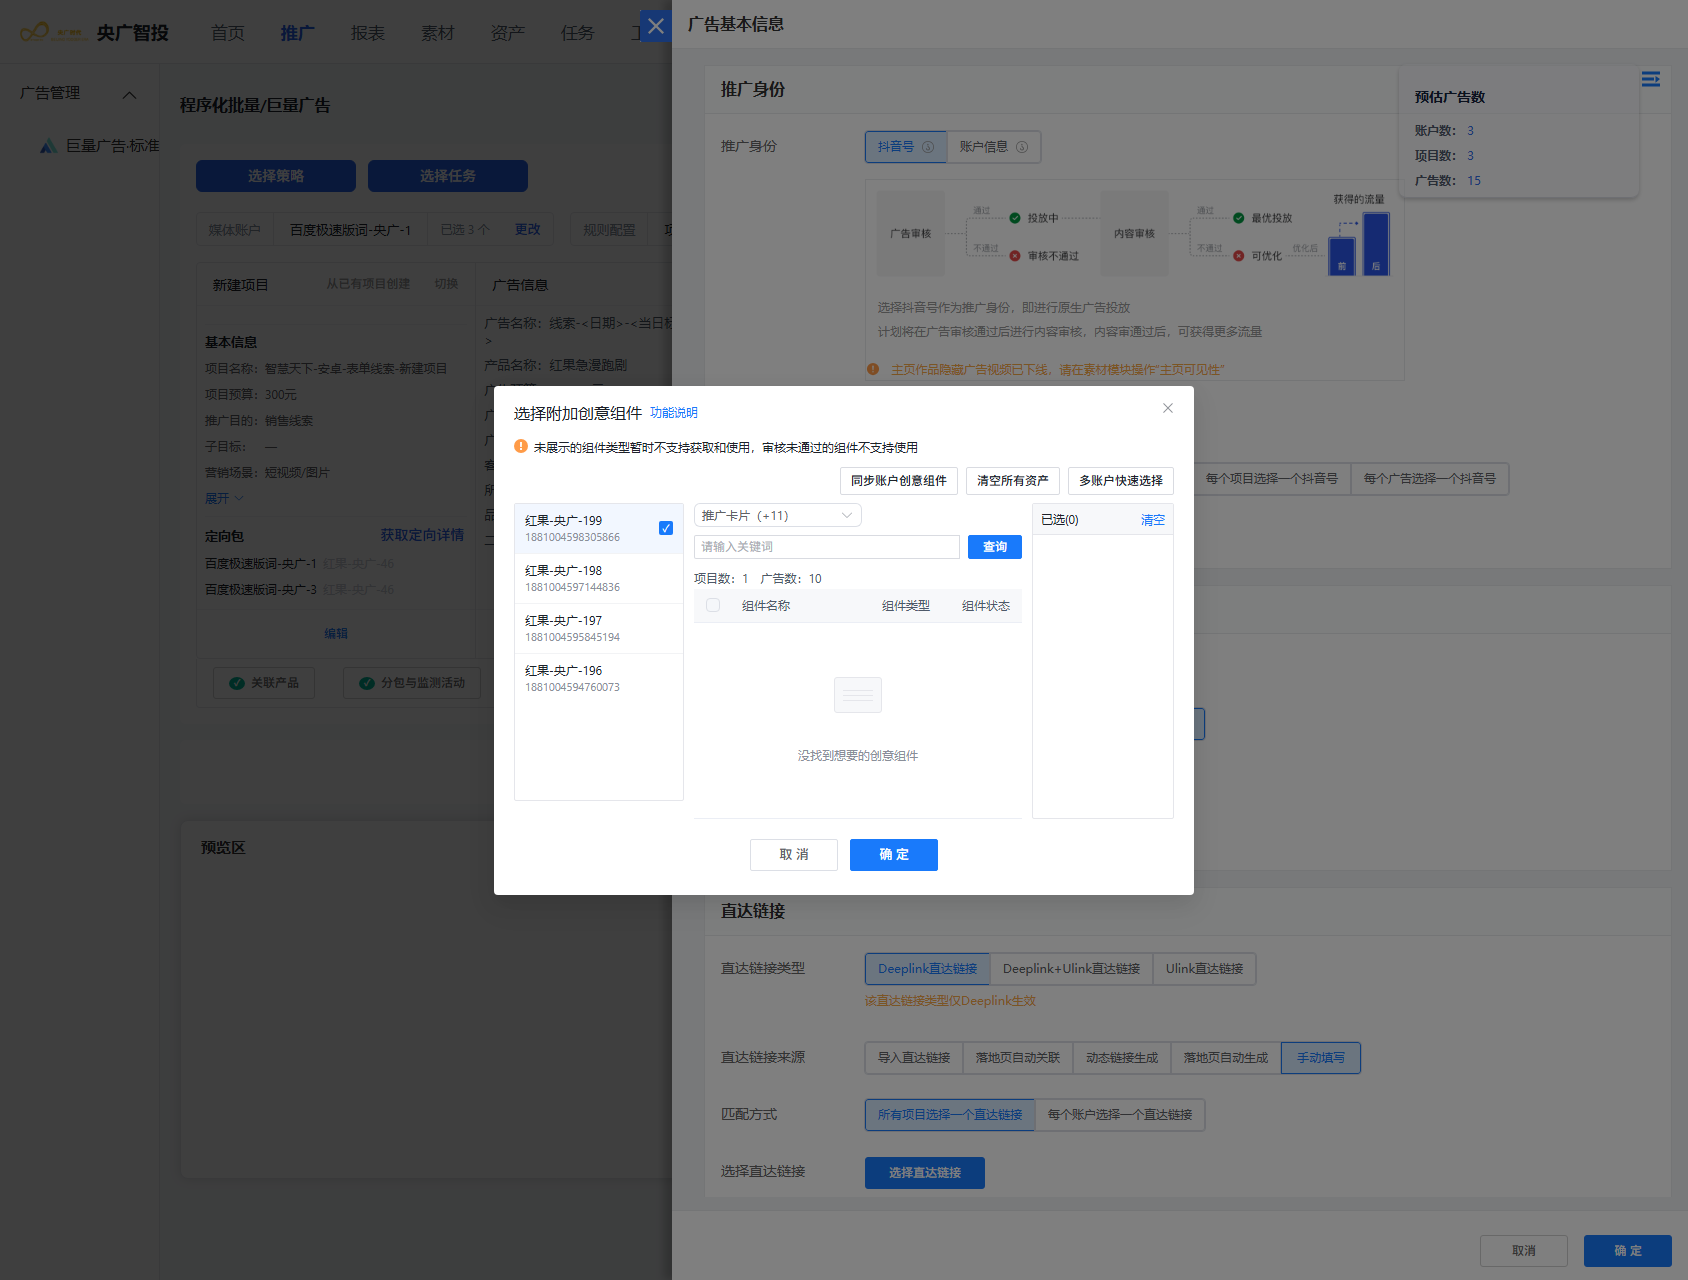 央广智投
首页
推广
报表
素材
资产
任务
广告管理
巨量广告·标准
程序化批量/巨量广告
选择策略
选择任务
媒体账户
百度极速版词-央广-1
已选 3 个
更改
规则配置
新建项目
从已有项目创建
切换
广告信息
基本信息
项目名称：智慧天下-安卓-表单线索-新建项目
项目预算：300元
推广目的：销售线索
子目标：—
营销场景：短视频/图片
展开
广告名称：线索-<日期>-<当日标
>
产品名称：红果急漫跑剧
定向包
获取定向详情
百度极速版词-央广-1 红果-央广-46
百度极速版词-央广-3 红果-央广-46
编辑
关联产品
分包与监测活动
预览区
广告基本信息
推广身份
预估广告数
账户数：3
项目数：3
广告数：15
推广身份
抖音号
账户信息
广告审核
通过
投放中
不通过
审核不通过
内容审核
通过
最优投放
不通过
可优化
优化后
获得的流量
前
后
选择抖音号作为推广身份，即进行原生广告投放
计划将在广告审核通过后进行内容审核，内容审通过后，可获得更多流量
主页作品隐藏广告视频已下线，请在素材模块操作“主页可见性”
每个项目选择一个抖音号
每个广告选择一个抖音号
选择附加创意组件 功能说明
未展示的组件类型暂时不支持获取和使用，审核未通过的组件不支持使用
同步账户创意组件
清空所有资产
多账户快速选择
红果-央广-199
1881004598305866
红果-央广-198
1881004597144836
红果-央广-197
1881004595845194
红果-央广-196
1881004594760073
推广卡片（+11）
请输入关键词
查询
项目数：1 广告数：10
组件名称
组件类型
组件状态
没找到想要的创意组件
已选(0)
清空
取 消
确 定
直达链接
直达链接类型
Deeplink直达链接
Deeplink+Ulink直达链接
Ulink直达链接
该直达链接类型仅Deeplink生效
直达链接来源
导入直达链接
落地页自动关联
动态链接生成
落地页自动生成
手动填写
匹配方式
所有项目选择一个直达链接
每个账户选择一个直达链接
选择直达链接
选择直达链接
取消
确 定